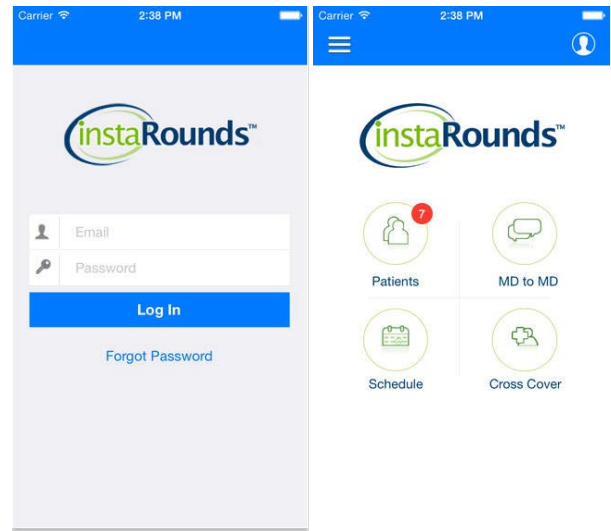 Carrier 2:38 PM
instaRounds™
Email
Password
Log In
Forgot Password
Carrier 2:38 PM
instaRounds™
7
Patients
MD to MD
Schedule
Cross Cover